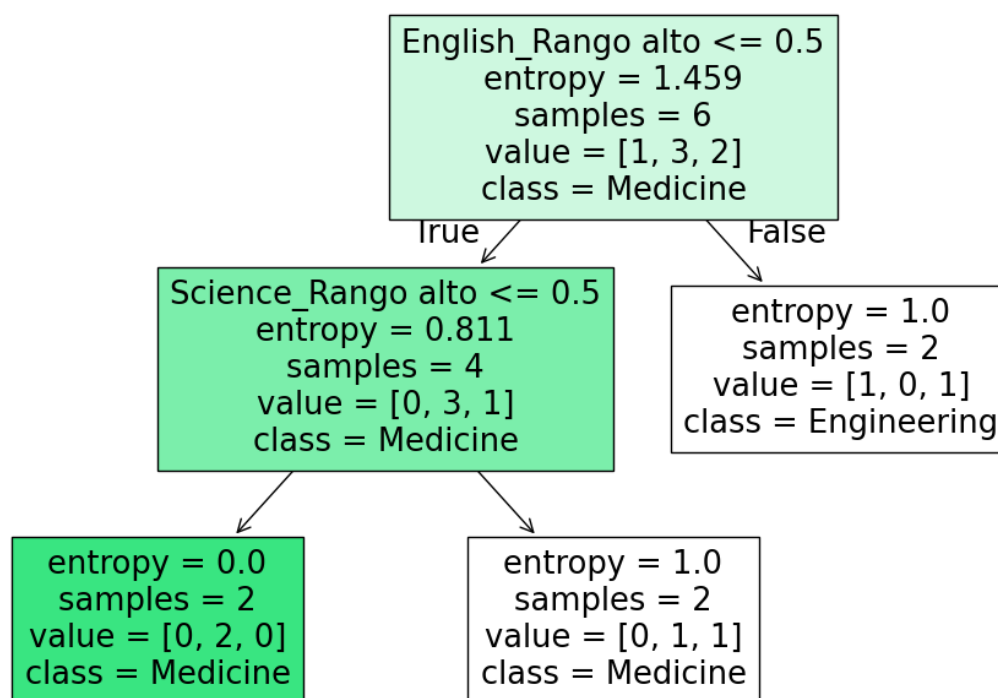 English_Rango alto <= 0.5
entropy = 1.459
samples = 6
value = [1, 3, 2]
class = Medicine
True
False
Science_Rango alto <= 0.5
entropy = 0.811
samples = 4
value = [0, 3, 1]
class = Medicine
entropy = 1.0
samples = 2
value = [1, 0, 1]
class = Engineering
entropy = 0.0
samples = 2
value = [0, 2, 0]
class = Medicine
entropy = 1.0
samples = 2
value = [0, 1, 1]
class = Medicine